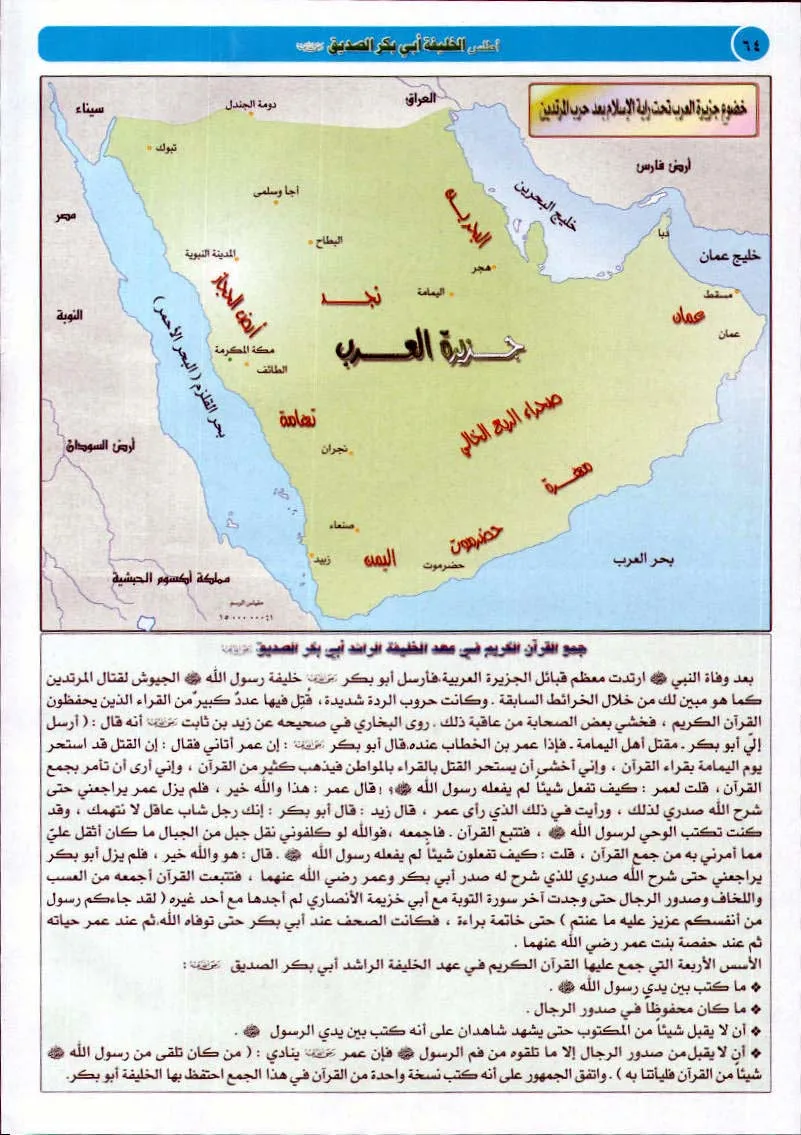 ٦٤
أطلس الخليفة أبي بكر الصديق رضي الله عنه
خضوع جزيرة العرب تحت راية الإسلام بعد حرب المرتدين
العراق
سيناء
دومة الجندل
تبوك
أرض فارس
خليج البحرين
أجا وسلمى
البحرين
مصر
البطاح
دبا
المدينة النبوية
خليج عمان
هجر
أرض الحجاز
نجد
اليمامة
مسقط
النوبة
عمان
عمان
جزيرة العرب
مكة المكرمة
الطائف
بحر القلزم ( البحر الأحمر )
صحراء الربع الخالي
تهامة
أرض السودان
نجران
مهرة
صنعاء
حضرموت
زبيد
اليمن
حضرموت
بحر العرب
مملكة أكسوم الحبشية
مقياس الرسم
جمع القرآن الكريم في عهد الخليفة الراشد أبي بكر الصديق رضي الله عنه
بعد وفاة النبي ﷺ ارتدت معظم قبائل الجزيرة العربية،فأرسل أبو بكر رضي الله عنه خليفة رسول الله ﷺ الجيوش لقتال المرتدين
كما هو مبين لك من خلال الخرائط السابقة . وكانت حروب الردة شديدة ، قُتِل فيها عددٌ كبيرٌ من القراء الذين يحفظون
القرآن الكريم ، فخشي بعض الصحابة من عاقبة ذلك . روى البخاري في صحيحه عن زيد بن ثابت رضي الله عنه أنه قال : ( أرسل
إليّ أبو بكر ـ مقتل أهل اليمامة ـ فإذا عمر بن الخطاب عنده،قال أبو بكر رضي الله عنه : إن عمر أتاني فقال : إن القتل قد استحر
يوم اليمامة بقراء القرآن ، وإني أخشى أن يستحر القتل بالقراء بالمواطن فيذهب كثير من القرآن ، وإني أرى أن تأمر بجمع
القرآن ، قلت لعمر : كيف تفعل شيئا لم يفعله رسول الله ﷺ ؟! قال عمر : هذا والله خير ، فلم يزل عمر يراجعني حتى
شرح الله صدري لذلك ، ورأيت في ذلك الذي رأى عمر ، قال زيد : قال أبو بكر : إنك رجل شاب عاقل لا نتهمك ، وقد
كنت تكتب الوحي لرسول الله ﷺ ، فتتبع القرآن . فاجمعه ، فوالله لو كلفوني نقل جبل من الجبال ما كان أثقل عليّ
مما أمرني به من جمع القرآن ، قلت : كيف تفعلون شيئاً لم يفعله رسول الله ﷺ . قال : هو والله خير ، فلم يزل أبو بكر
يراجعني حتى شرح الله صدري للذي شرح له صدر أبي بكر وعمر رضي الله عنهما ، فتتبعت القرآن أجمعه من العسب
واللخاف وصدور الرجال حتى وجدت آخر سورة التوبة مع أبي خزيمة الأنصاري لم أجدها مع أحد غيره ( لقد جاءكم رسول
من أنفسكم عزيز عليه ما عنتم ) حتى خاتمة براءة ، فكانت الصحف عند أبي بكر حتى توفاه الله،ثم عند عمر حياته
ثم عند حفصة بنت عمر رضي الله عنهما .
الأسس الأربعة التي جمع عليها القرآن الكريم في عهد الخليفة الراشد أبي بكر الصديق رضي الله عنه :
❖ ما كتب بين يدي رسول الله ﷺ .
❖ ما كان محفوظاً في صدور الرجال .
❖ أن لا يقبل شيئاً من المكتوب حتى يشهد شاهدان على أنه كتب بين يدي الرسول ﷺ .
❖ أن لا يقبل من صدور الرجال إلا ما تلقوه من فم الرسول ﷺ فإن عمر رضي الله عنه ينادي : ( من كان تلقى من رسول الله ﷺ
شيئاً من القرآن فليأتنا به ) . واتفق الجمهور على أنه كتب نسخة واحدة من القرآن في هذا الجمع احتفظ بها الخليفة أبو بكر.